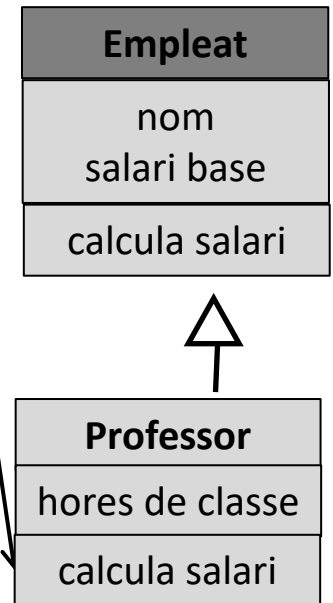 Empleat
nom
salari base
calcula salari
Professor
hores de classe
calcula salari